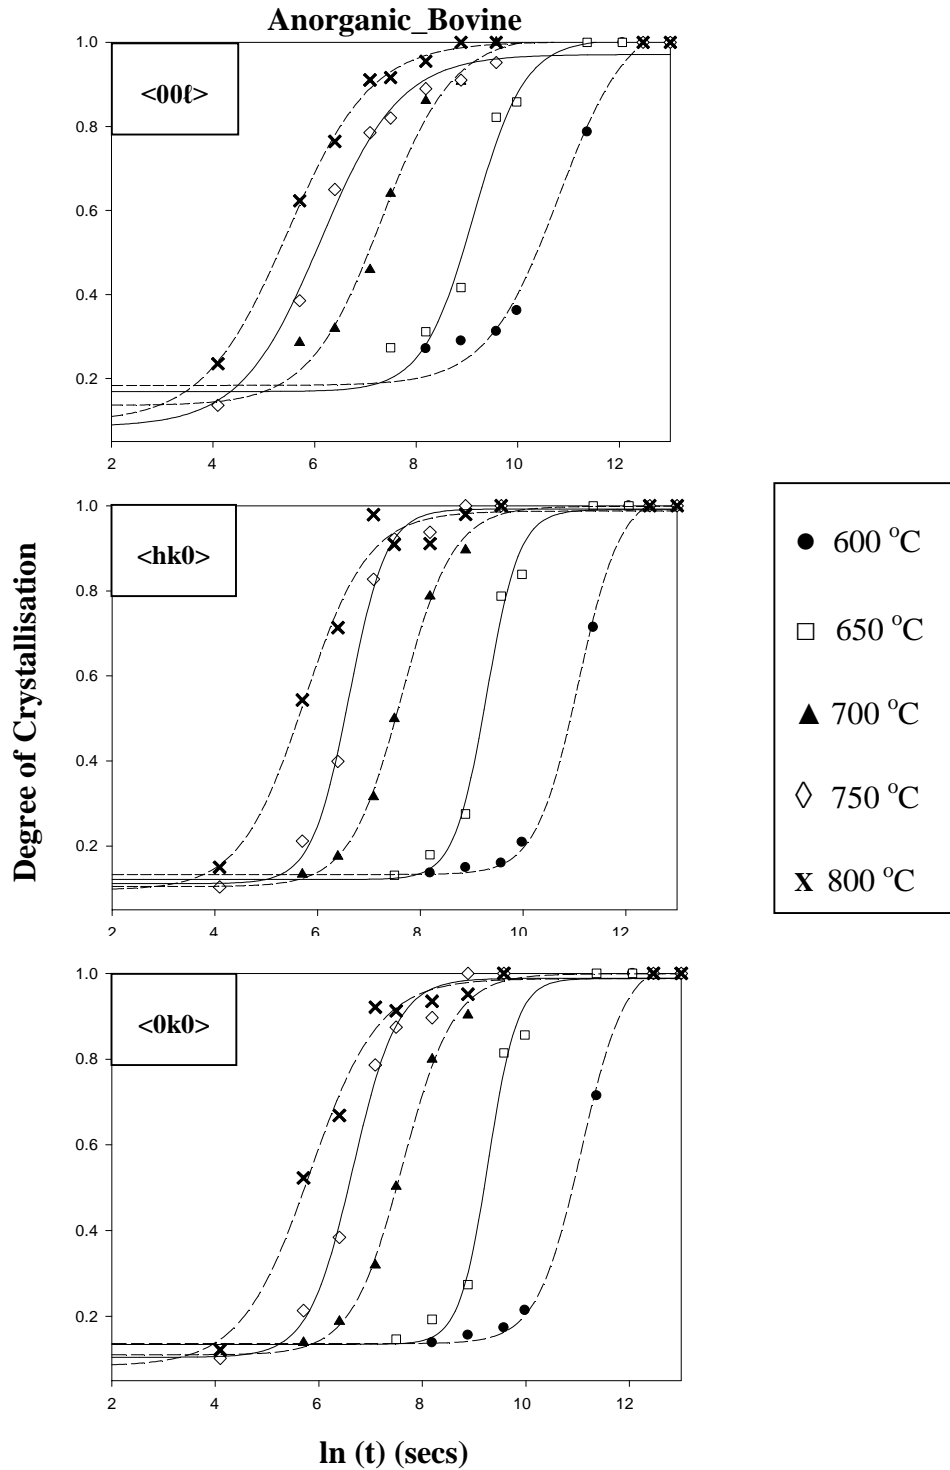 Anorganic_Bovine
1.0
<00ℓ>
0.8
0.6
0.4
0.2
2 4 6 8 10 12
1.0
<hk0>
0.8
0.6
0.4
0.2
2 4 6 8 10 12
1.0
<0k0>
0.8
0.6
0.4
0.2
2 4 6 8 10 12
Degree of Crystallisation
ln (t) (secs)
600 °C
650 °C
700 °C
750 °C
x 800 °C